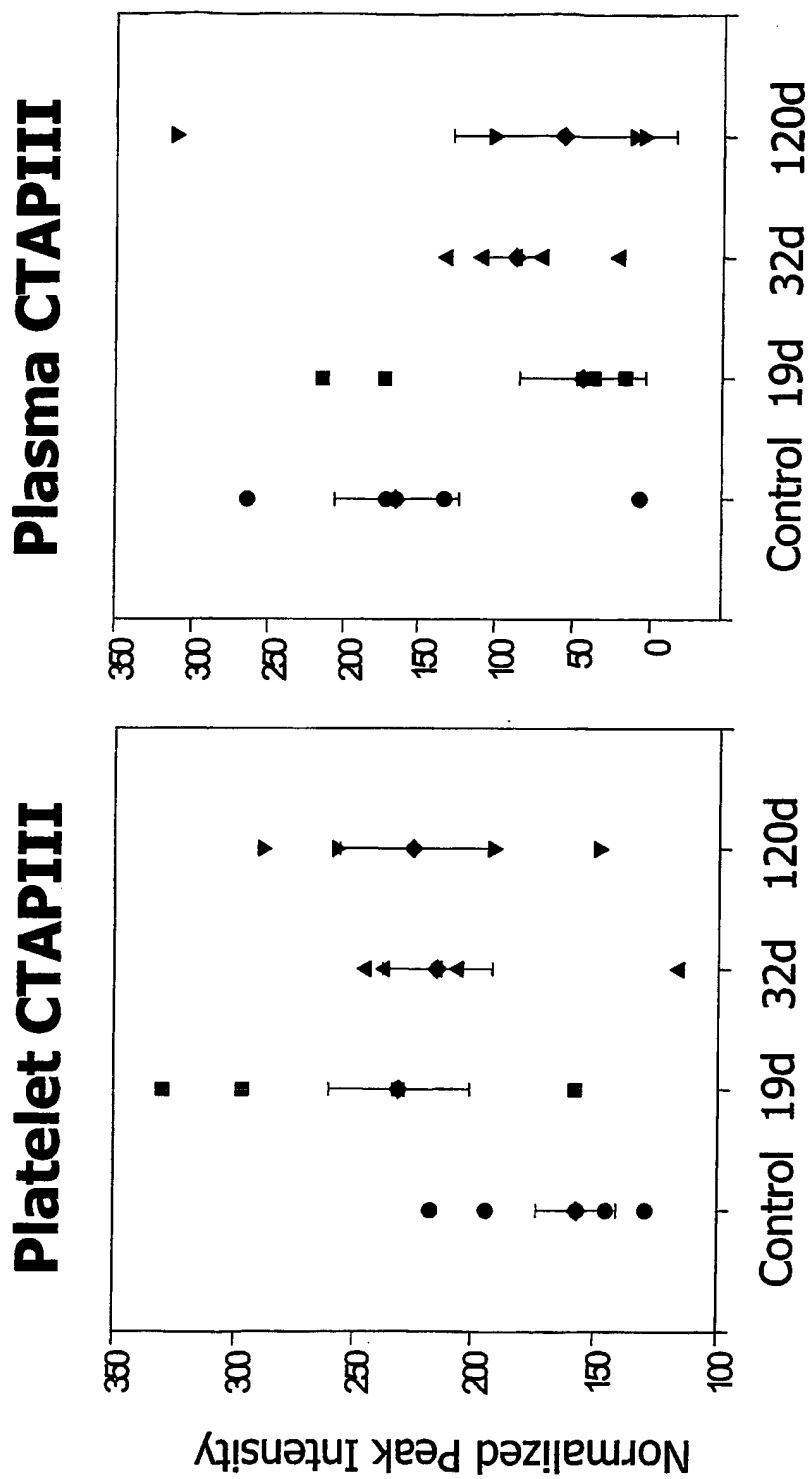 Platelet CTAPIII
Normalized Peak Intensity
350
300
250
200
150
100
Control 19d 32d 120d
Plasma CTAPIII
350
300
250
200
150
100
50
0
Control 19d 32d 120d